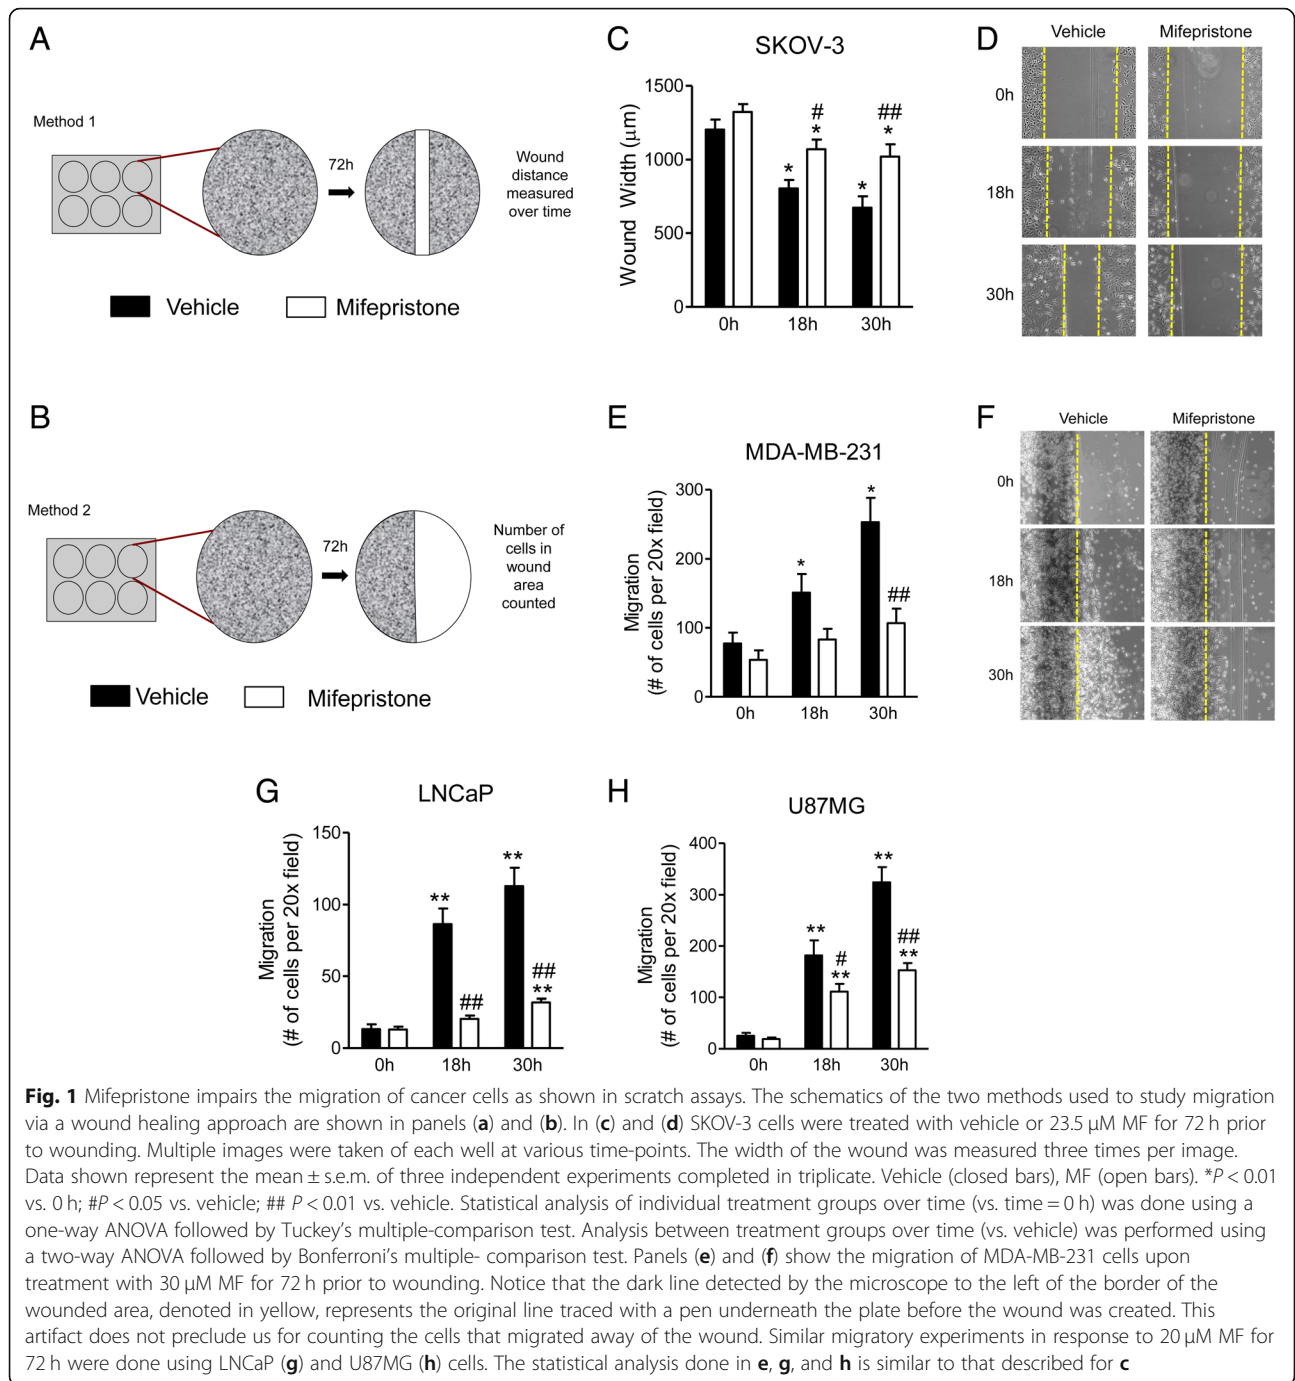 A
Method 1
72h
Wound
distance
measured
over time
Vehicle
Mifepristone
C
SKOV-3
Wound Width (μm)
1500
1000
500
0
*
#
*
##
*
0h
18h
30h
D
Vehicle
Mifepristone
0h
18h
30h
B
Method 2
72h
Number of
cells in
wound
area
counted
Vehicle
Mifepristone
E
MDA-MB-231
Migration
(# of cells per 20x field)
300
200
100
0
*
*
##
0h
18h
30h
F
Vehicle
Mifepristone
0h
18h
30h
G
LNCaP
Migration
(# of cells per 20x field)
150
100
50
0
**
##
**
##
**
0h
18h
30h
H
U87MG
Migration
(# of cells per 20x field)
400
300
200
100
0
**
#
**
**
##
**
0h
18h
30h
Fig. 1 Mifepristone impairs the migration of cancer cells as shown in scratch assays. The schematics of the two methods used to study migration
via a wound healing approach are shown in panels (a) and (b). In (c) and (d) SKOV-3 cells were treated with vehicle or 23.5 μM MF for 72 h prior
to wounding. Multiple images were taken of each well at various time-points. The width of the wound was measured three times per image.
Data shown represent the mean ± s.e.m. of three independent experiments completed in triplicate. Vehicle (closed bars), MF (open bars). *P < 0.01
vs. 0 h; #P < 0.05 vs. vehicle; ## P < 0.01 vs. vehicle. Statistical analysis of individual treatment groups over time (vs. time = 0 h) was done using a
one-way ANOVA followed by Tuckey’s multiple-comparison test. Analysis between treatment groups over time (vs. vehicle) was performed using
a two-way ANOVA followed by Bonferroni’s multiple- comparison test. Panels (e) and (f) show the migration of MDA-MB-231 cells upon
treatment with 30 μM MF for 72 h prior to wounding. Notice that the dark line detected by the microscope to the left of the border of the
wounded area, denoted in yellow, represents the original line traced with a pen underneath the plate before the wound was created. This
artifact does not preclude us for counting the cells that migrated away of the wound. Similar migratory experiments in response to 20 μM MF for
72 h were done using LNCaP (g) and U87MG (h) cells. The statistical analysis done in e, g, and h is similar to that described for c